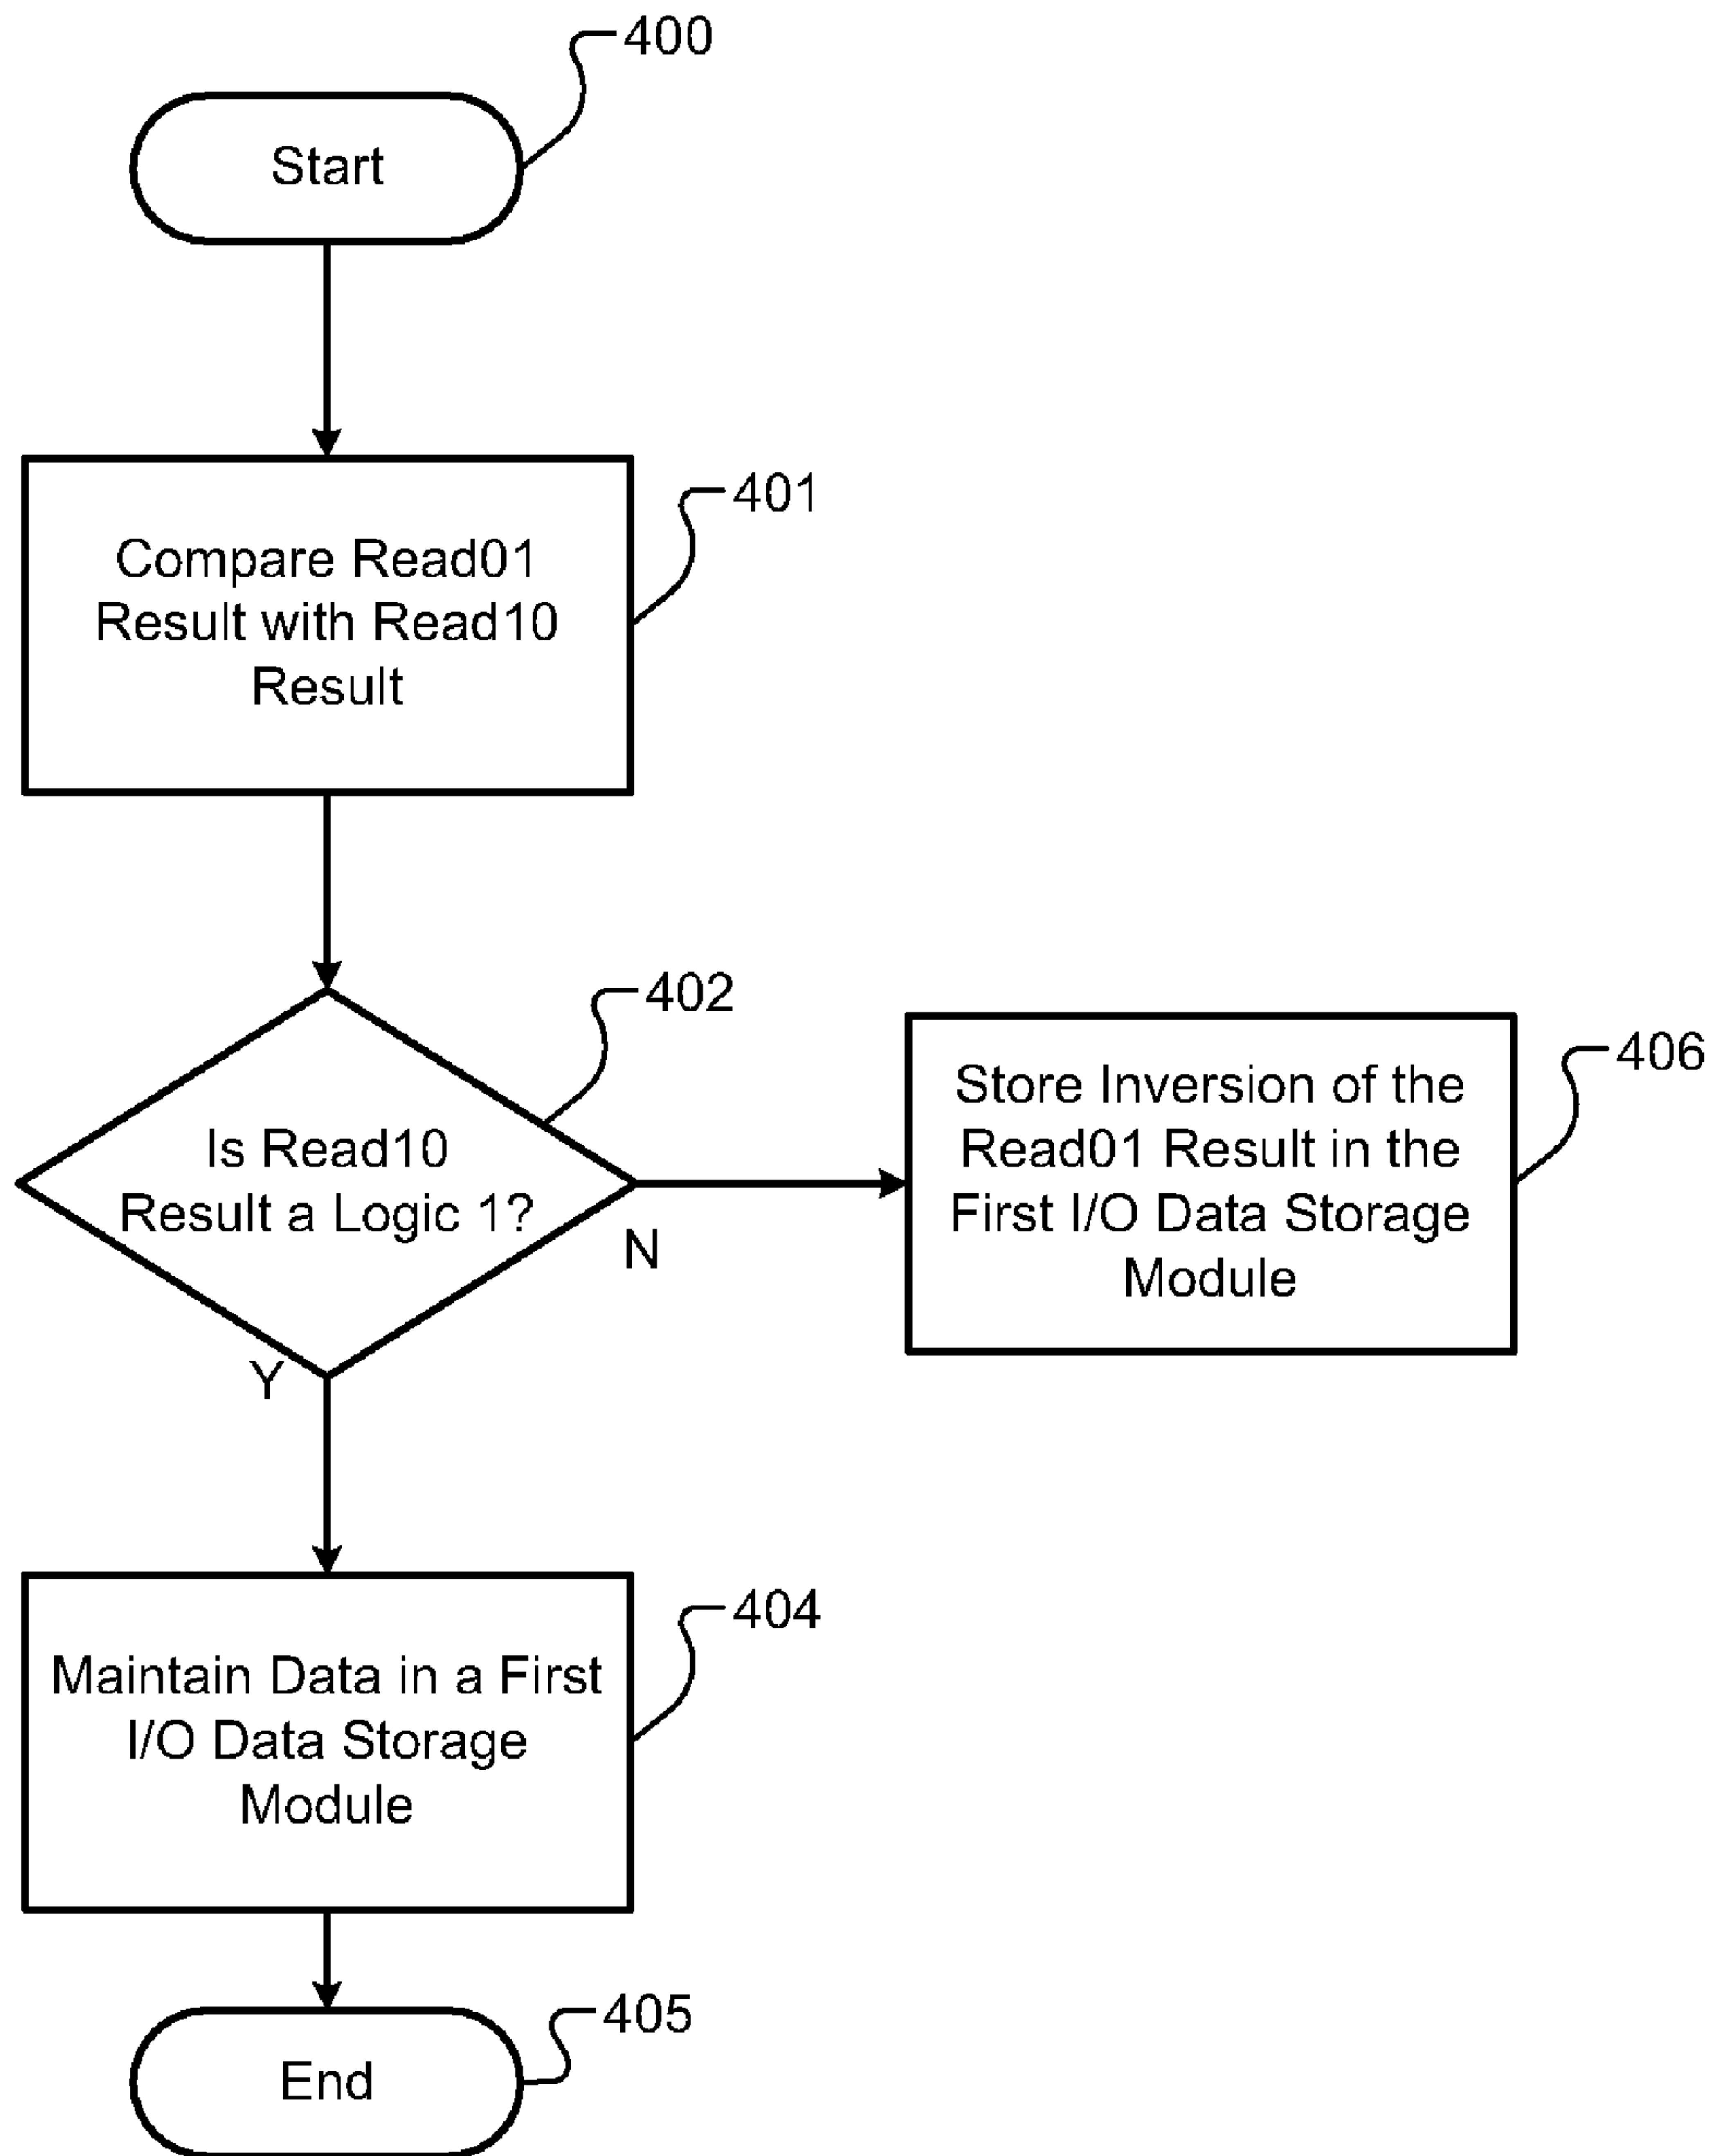 400
Start
401
Compare Read01
Result with Read10
Result
402
Is Read10
Result a Logic 1?
N
Y
406
Store Inversion of the
Read01 Result in the
First I/O Data Storage
Module
404
Maintain Data in a First
I/O Data Storage
Module
405
End